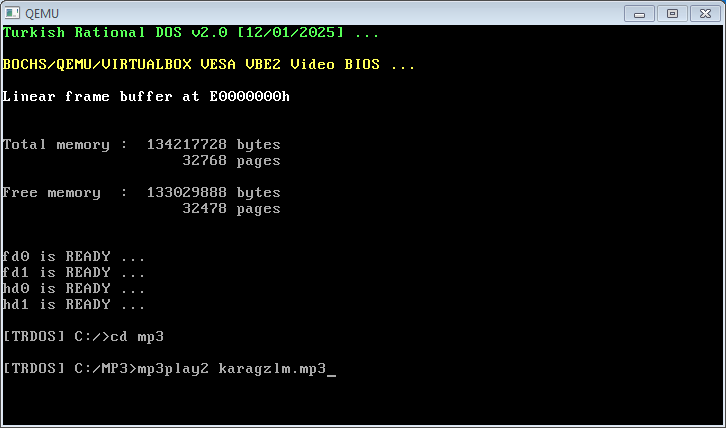 QEMU
Turkish Rational DOS v2.0 [12/01/2025] ...
BOCHS/QEMU/VIRTUALBOX VESA VBE2 Video BIOS ...
Linear frame buffer at E0000000h
Total memory :  134217728 bytes
                    32768 pages
Free memory  :  133029888 bytes
                    32478 pages
fd0 is READY ...
fd1 is READY ...
hd0 is READY ...
hd1 is READY ...
[TRDOS] C:/>cd mp3
[TRDOS] C:/MP3>mp3play2 karagzlm.mp3_